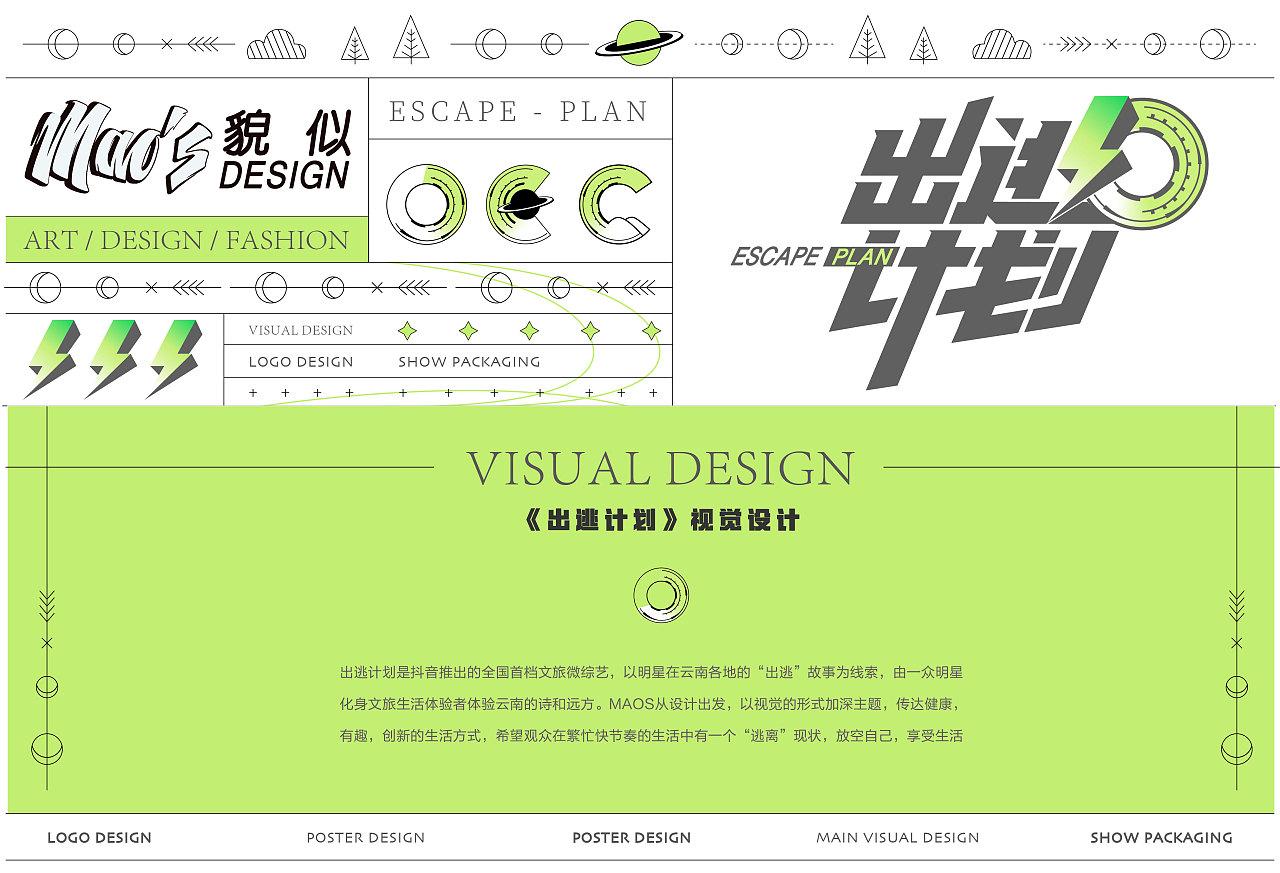 Mao's 貌似
DESIGN
ESCAPE - PLAN
ART / DESIGN / FASHION
VISUAL DESIGN
LOGO DESIGN SHOW PACKAGING
出逃
ESCAPE PLAN
计划
VISUAL DESIGN
《出逃计划》视觉设计
出逃计划是抖音推出的全国首档文旅微综艺，以明星在云南各地的“出逃”故事为线索，由一众明星
化身文旅生活体验者体验云南的诗和远方。MAOS从设计出发，以视觉的形式加深主题，传达健康，
有趣，创新的生活方式，希望观众在繁忙快节奏的生活中有一个“逃离”现状，放空自己，享受生活
LOGO DESIGN POSTER DESIGN POSTER DESIGN MAIN VISUAL DESIGN SHOW PACKAGING